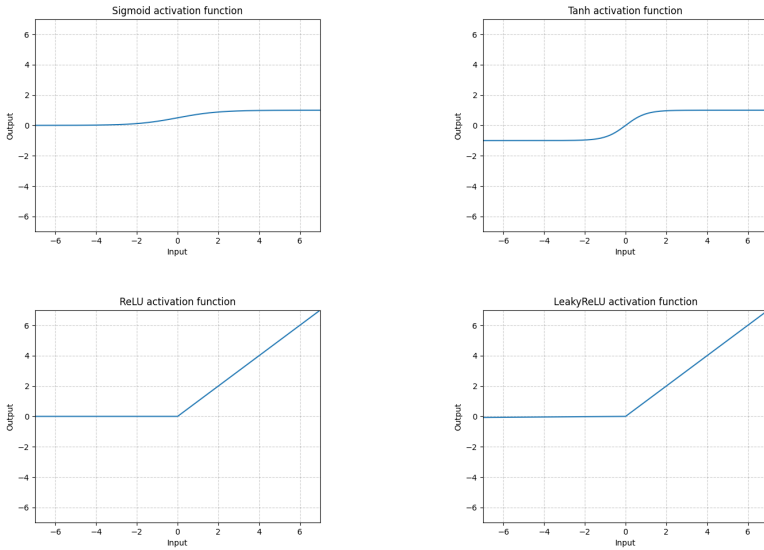 Sigmoid activation function
6
4
2
0
−2
−4
−6
Output
−6 −4 −2 0 2 4 6
Input
Tanh activation function
6
4
2
0
−2
−4
−6
Output
−6 −4 −2 0 2 4 6
Input
ReLU activation function
6
4
2
0
−2
−4
−6
Output
−6 −4 −2 0 2 4 6
Input
LeakyReLU activation function
6
4
2
0
−2
−4
−6
Output
−6 −4 −2 0 2 4 6
Input